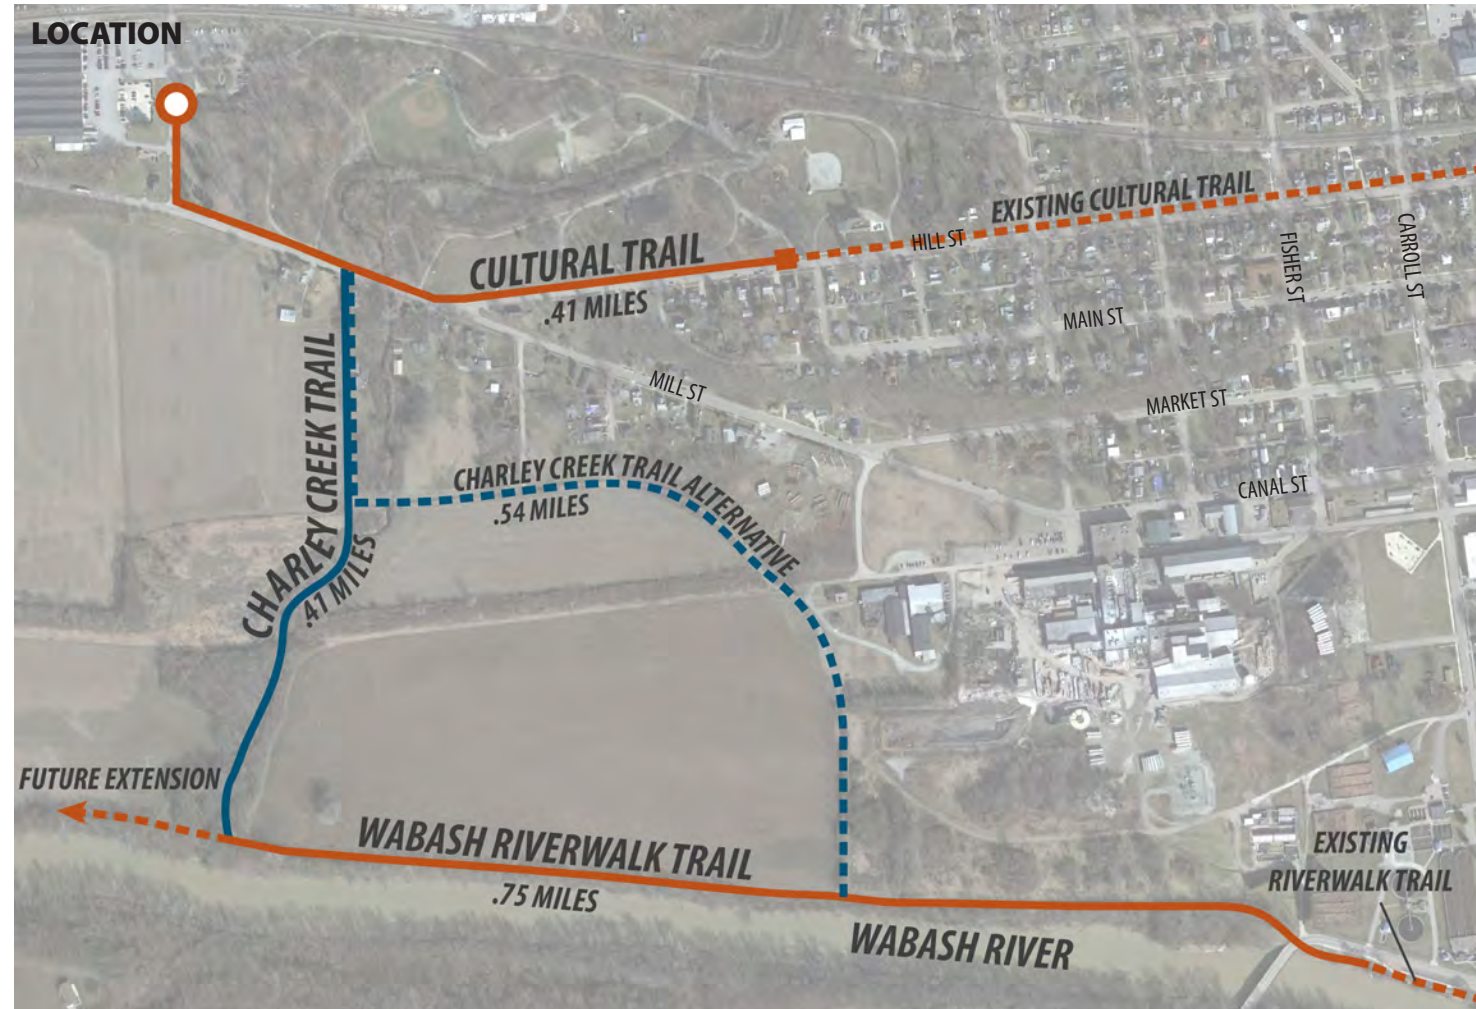 LOCATION
EXISTING CULTURAL TRAIL
HILL ST
CULTURAL TRAIL
.41 MILES
FISHER ST
CARROLL ST
MAIN ST
MILL ST
MARKET ST
CHARLEY CREEK TRAIL
.41 MILES
CHARLEY CREEK TRAIL ALTERNATIVE
.54 MILES
CANAL ST
FUTURE EXTENSION
WABASH RIVERWALK TRAIL
.75 MILES
EXISTING
RIVERWALK TRAIL
WABASH RIVER